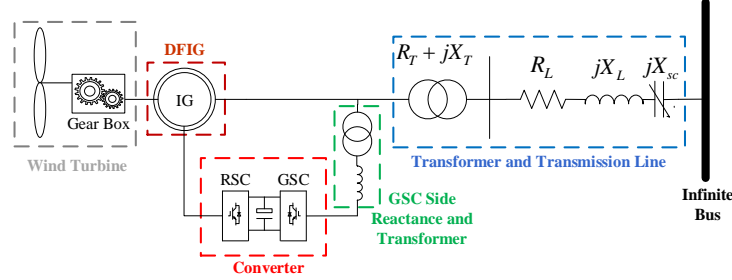 DFIG
R_T + jX_T
R_L
jX_L
jX_sc
IG
Gear Box
Wind Turbine
Transformer and Transmission Line
RSC
GSC
GSC Side
Reactance and
Transformer
Infinite
Bus
Converter